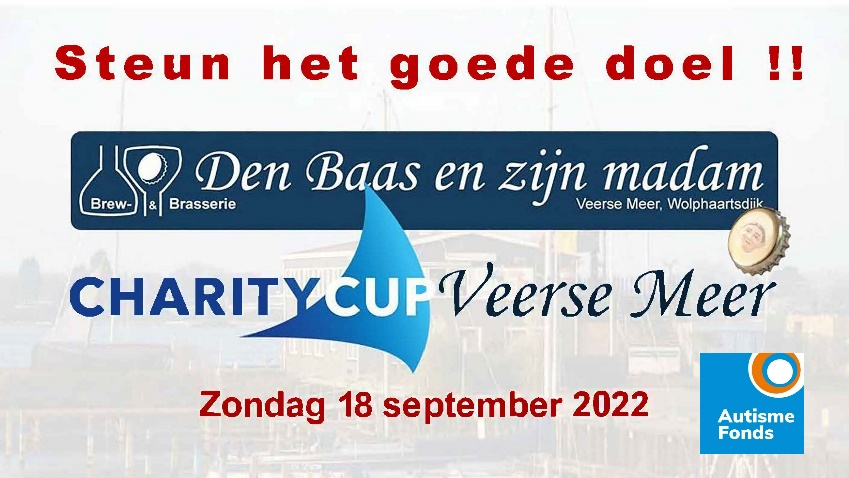 Steun het goede doel !!
Den Baas en zijn madam
Brew- & Brasserie
Veerse Meer, Wolphaartsdijk
CHARITYCUP Veerse Meer
Zondag 18 september 2022
Autisme
Fonds